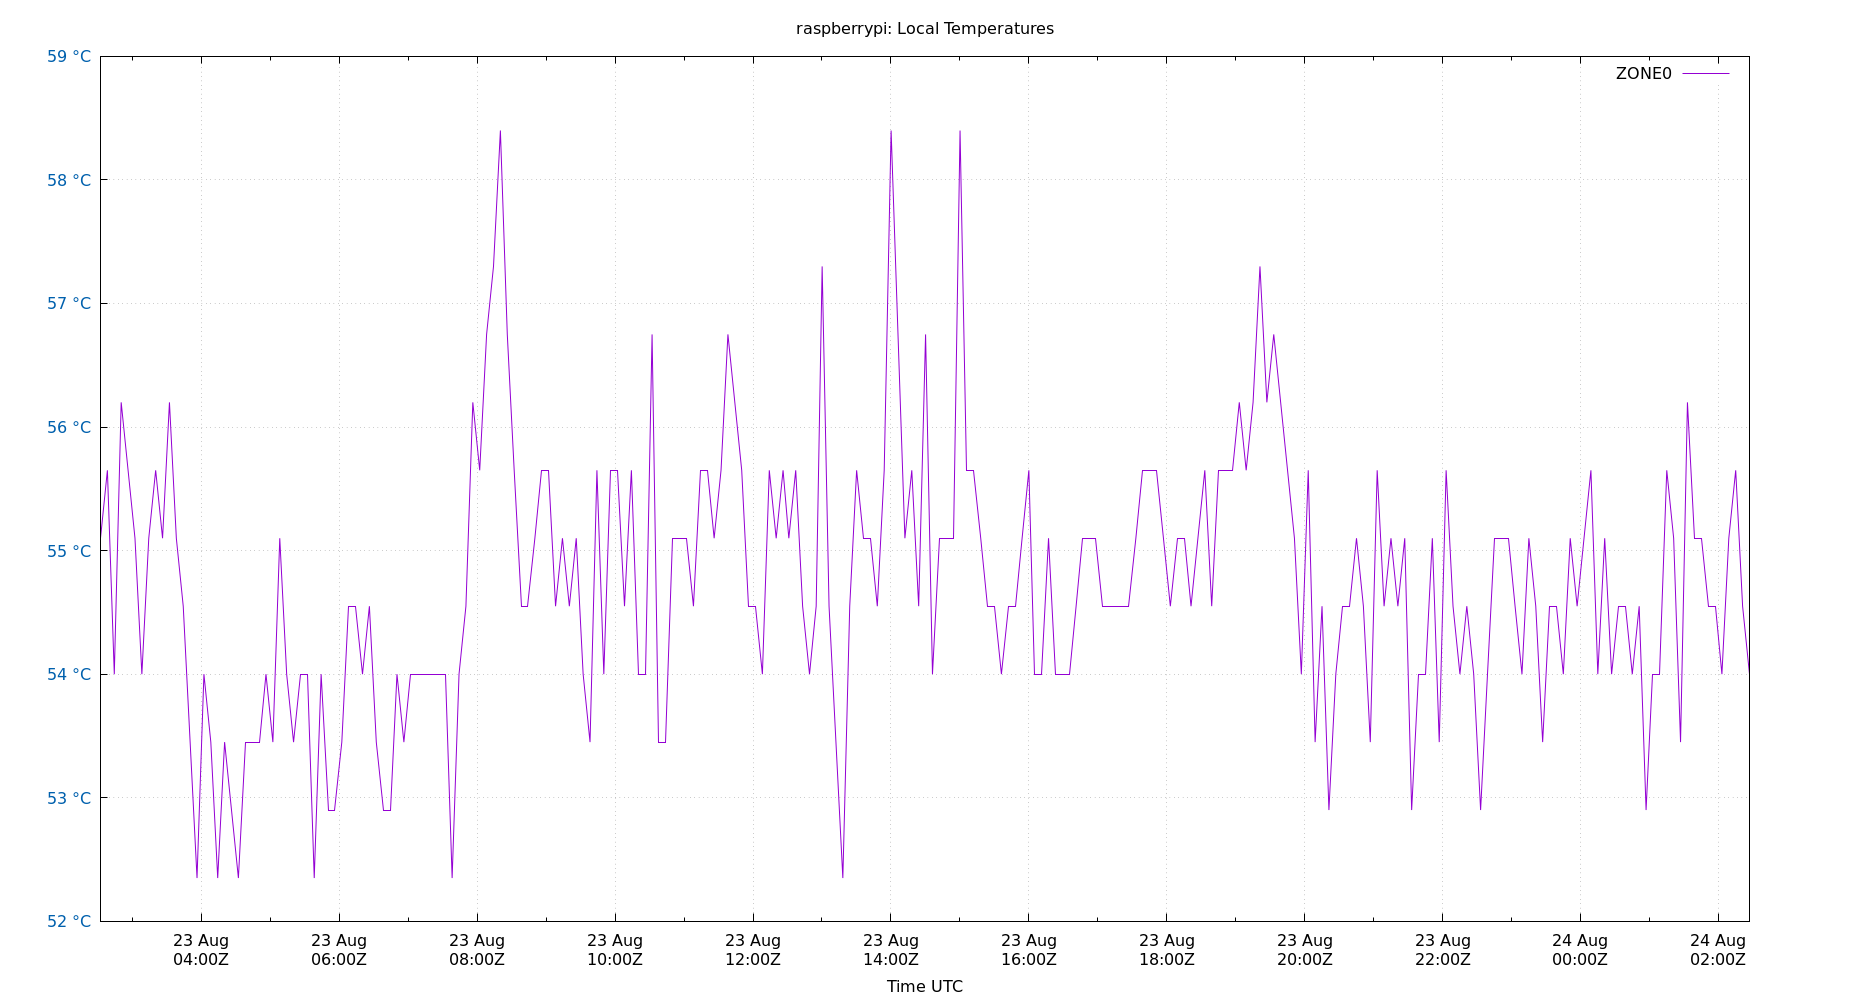 raspberrypi: Local Temperatures
59 °C
ZONE0
58 °C
57 °C
56 °C
55 °C
54 °C
53 °C
52 °C
23 Aug 23 Aug 23 Aug 23 Aug 23 Aug 23 Aug 23 Aug 23 Aug 23 Aug 23 Aug 24 Aug 24 Aug
04:00Z 06:00Z 08:00Z 10:00Z 12:00Z 14:00Z 16:00Z 18:00Z 20:00Z 22:00Z 00:00Z 02:00Z
Time UTC